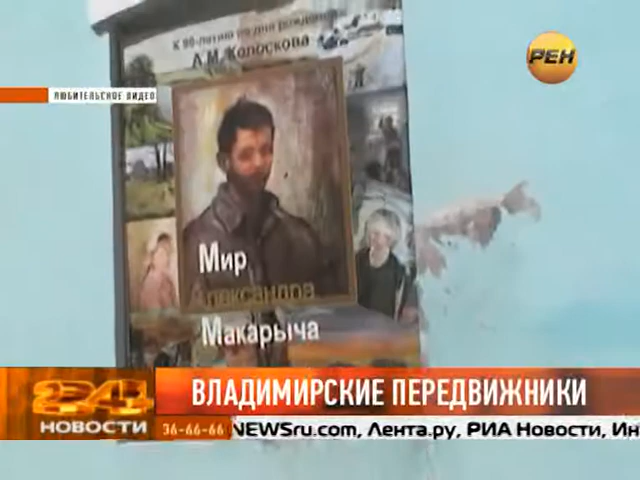 К 90-летию со дня рождения
А.М. Колоскова
РЕН
ЛЮБИТЕЛЬСКОЕ ВИДЕО
Мир
Александра
Макарыча
24
НОВОСТИ
ВЛАДИМИРСКИЕ ПЕРЕДВИЖНИКИ
36-66-66
NEWSru.com, Лента.ру, РИА Новости, Ин